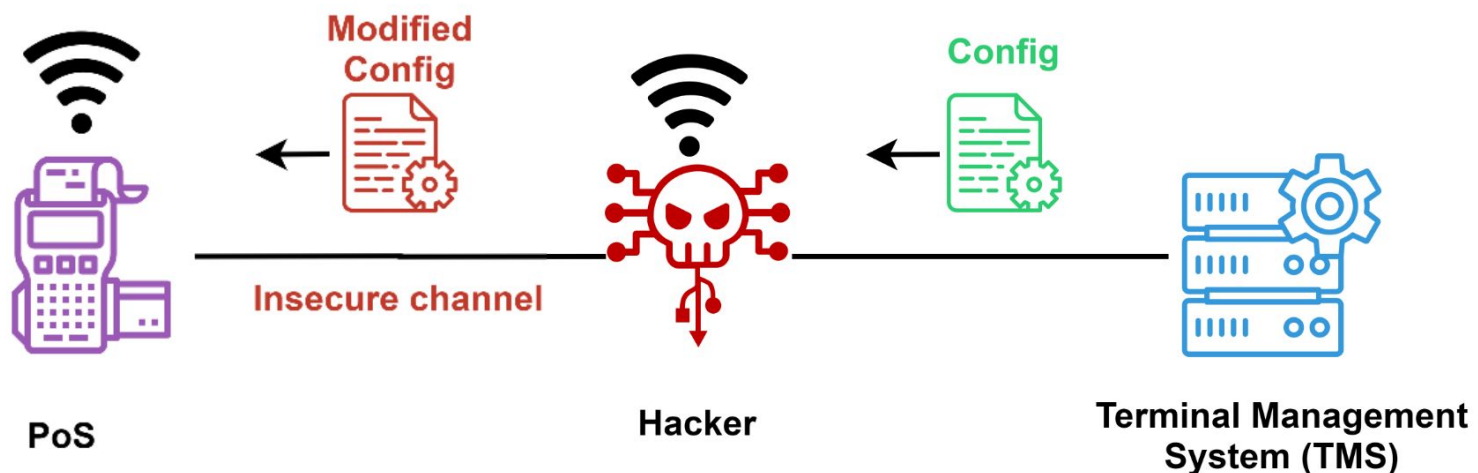 Modified
Config
Config
Insecure channel
PoS
Hacker
Terminal Management
System (TMS)